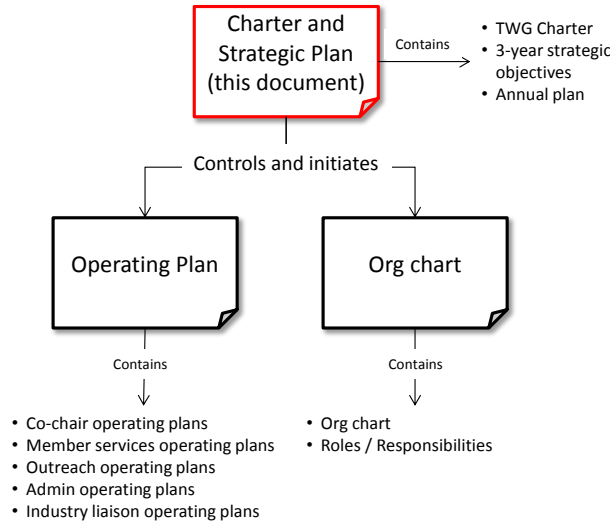 Charter and
Strategic Plan
(this document)
Contains
• TWG Charter
• 3-year strategic
objectives
• Annual plan
Controls and initiates
Operating Plan
Org chart
Contains
Contains
• Co-chair operating plans
• Member services operating plans
• Outreach operating plans
• Admin operating plans
• Industry liaison operating plans
• Org chart
• Roles / Responsibilities